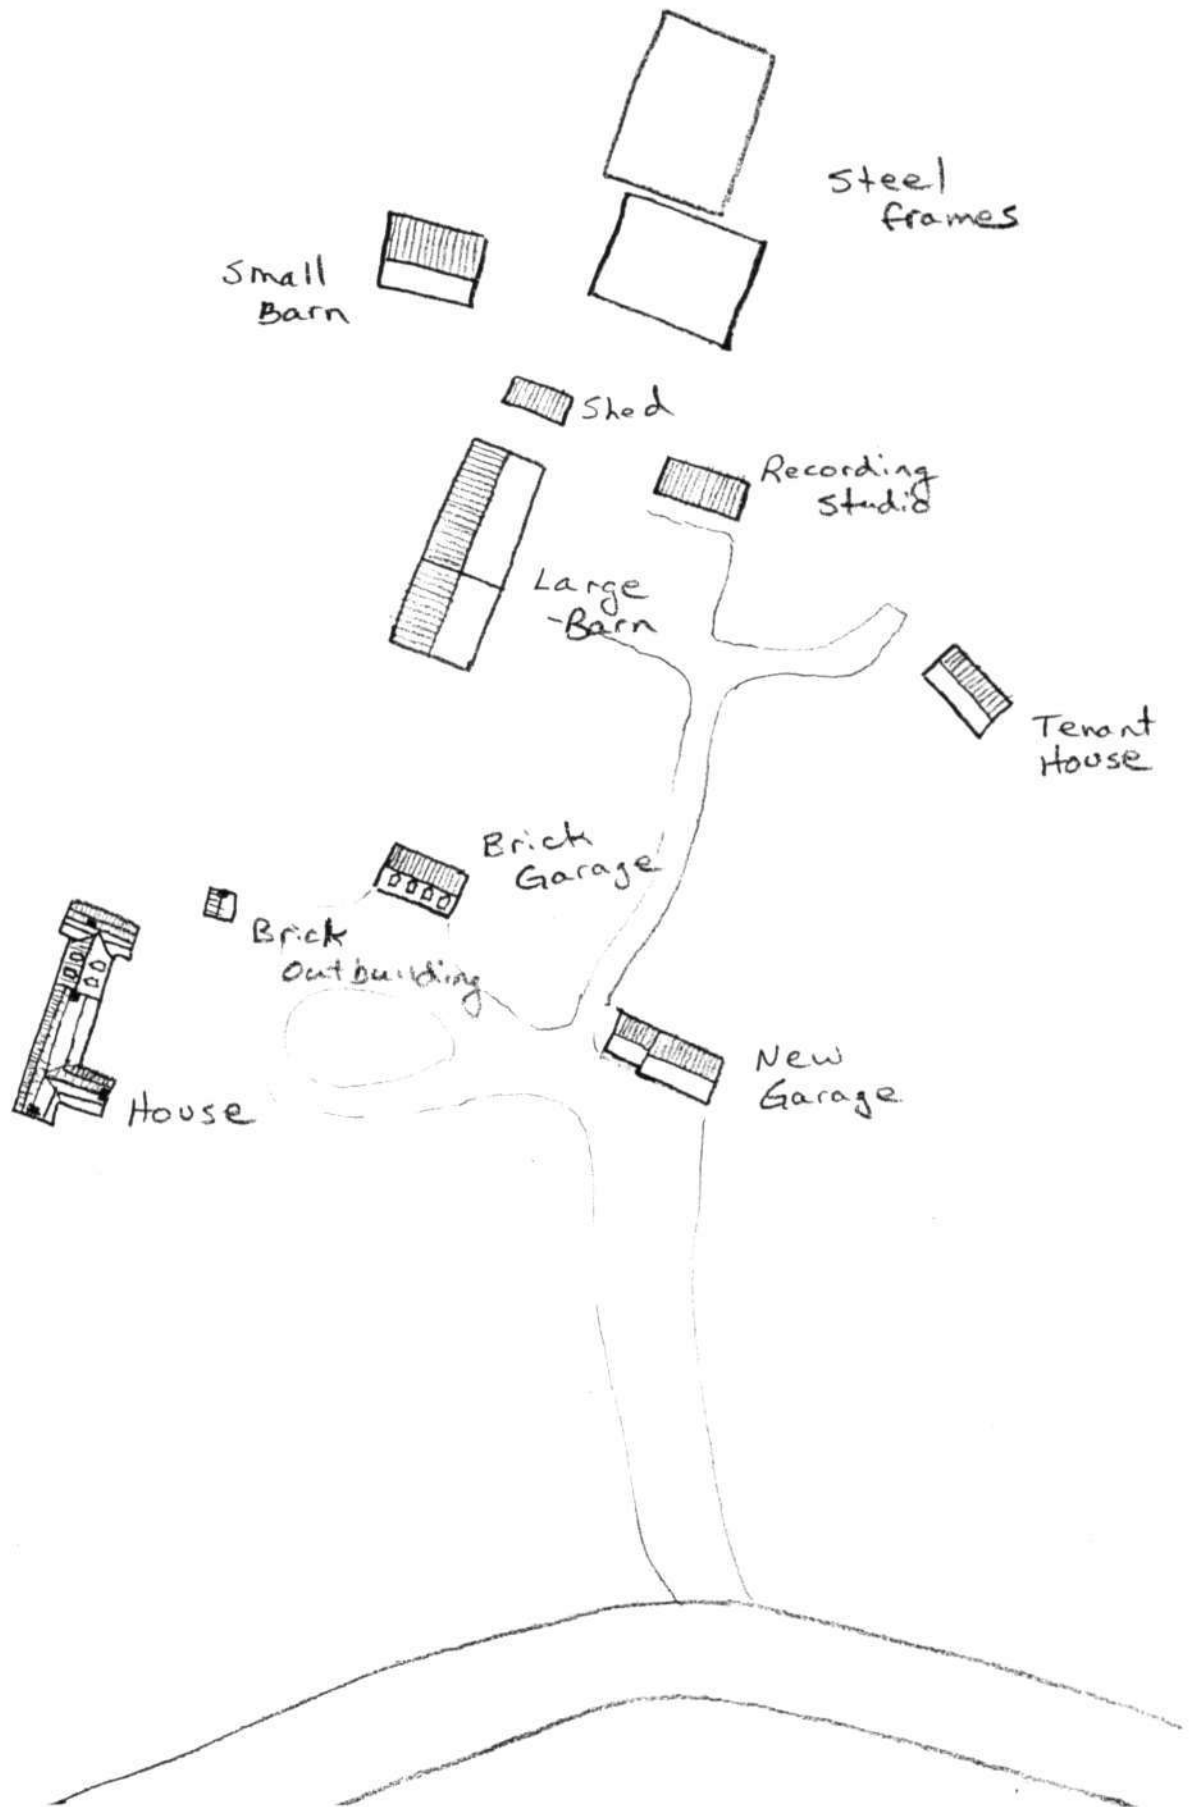 Steel
frames
Small
Barn
Shed
Recording
Studio
Large
-Barn
Tenant
House
Brick
Garage
Brick
Outbuilding
House
New
Garage